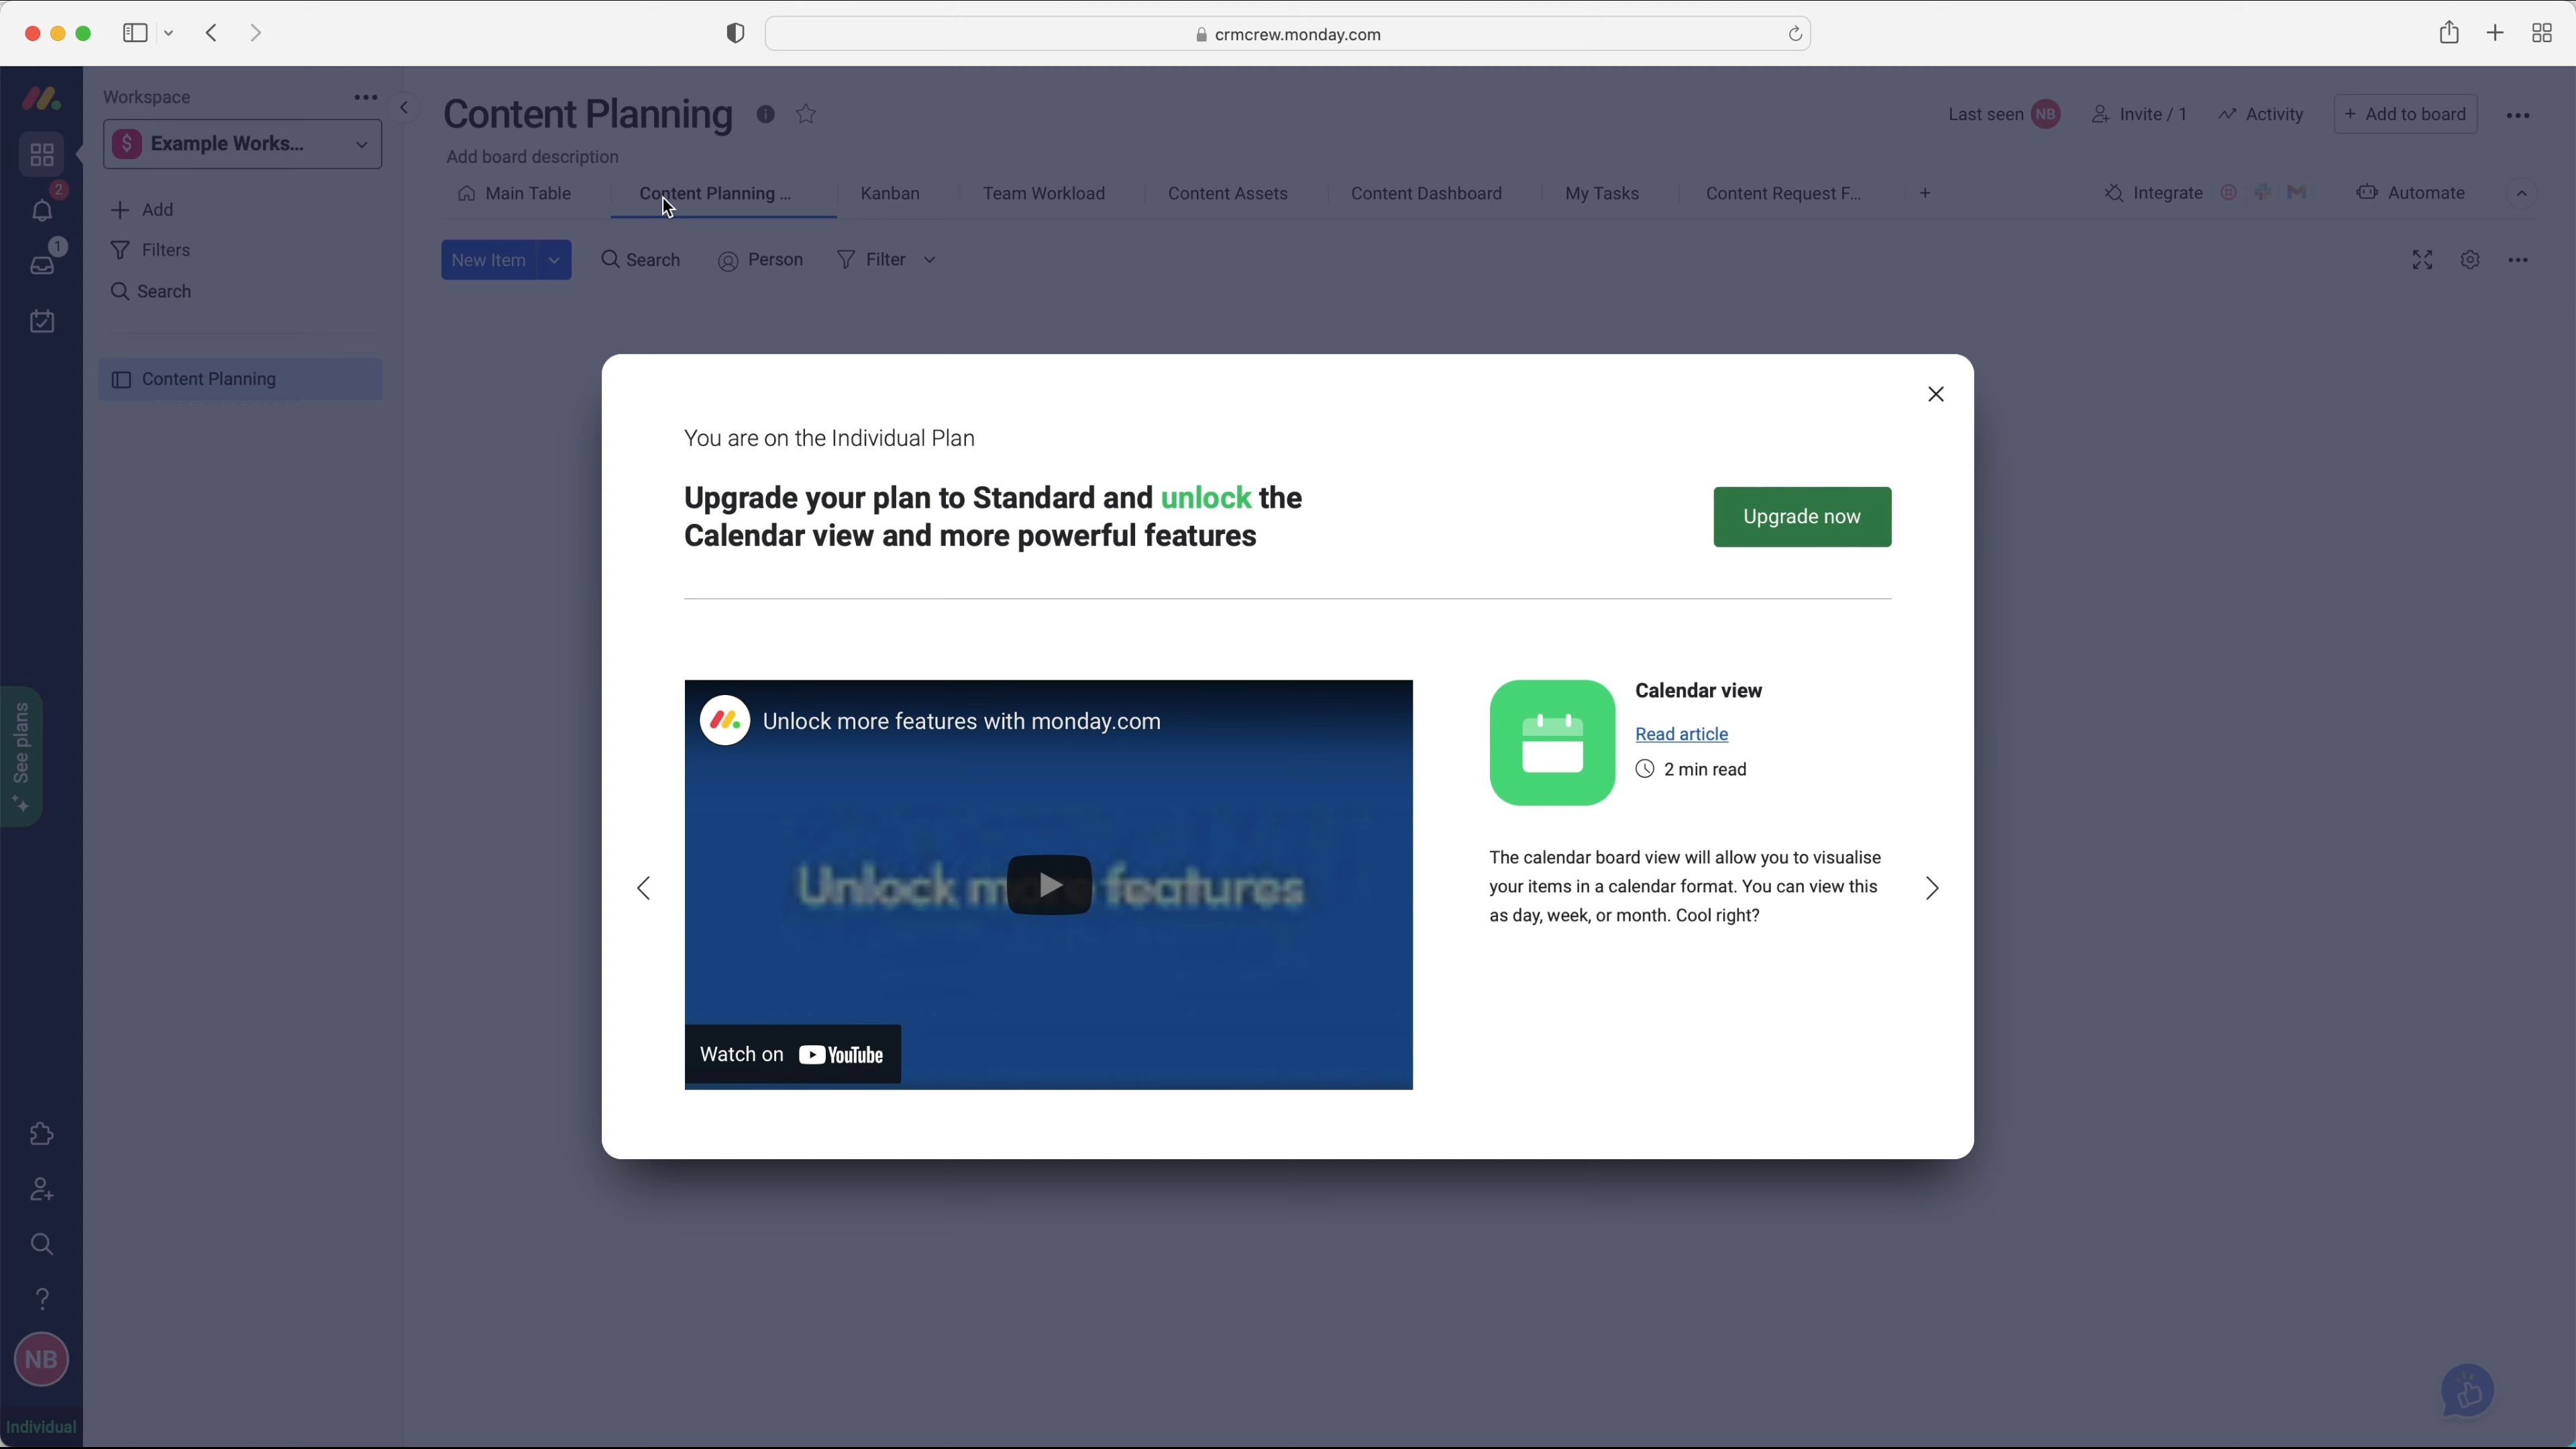 crmcrew.monday.com
Workspace
$ Example Works...
Add
Filters
Search
Content Planning
2
1
See plans
?
NB
Individual
Content Planning
Add board description
Last seen NB Invite / 1 Activity + Add to board
Main Table Content Planning ... Kanban Team Workload Content Assets Content Dashboard My Tasks Content Request F... + Integrate Automate
New Item Search Person Filter
You are on the Individual Plan
Upgrade your plan to Standard and unlock the
Calendar view and more powerful features
Upgrade now
Unlock more features with monday.com
Unlock more features
Watch on YouTube
Calendar view
Read article
2 min read
The calendar board view will allow you to visualise
your items in a calendar format. You can view this
as day, week, or month. Cool right?